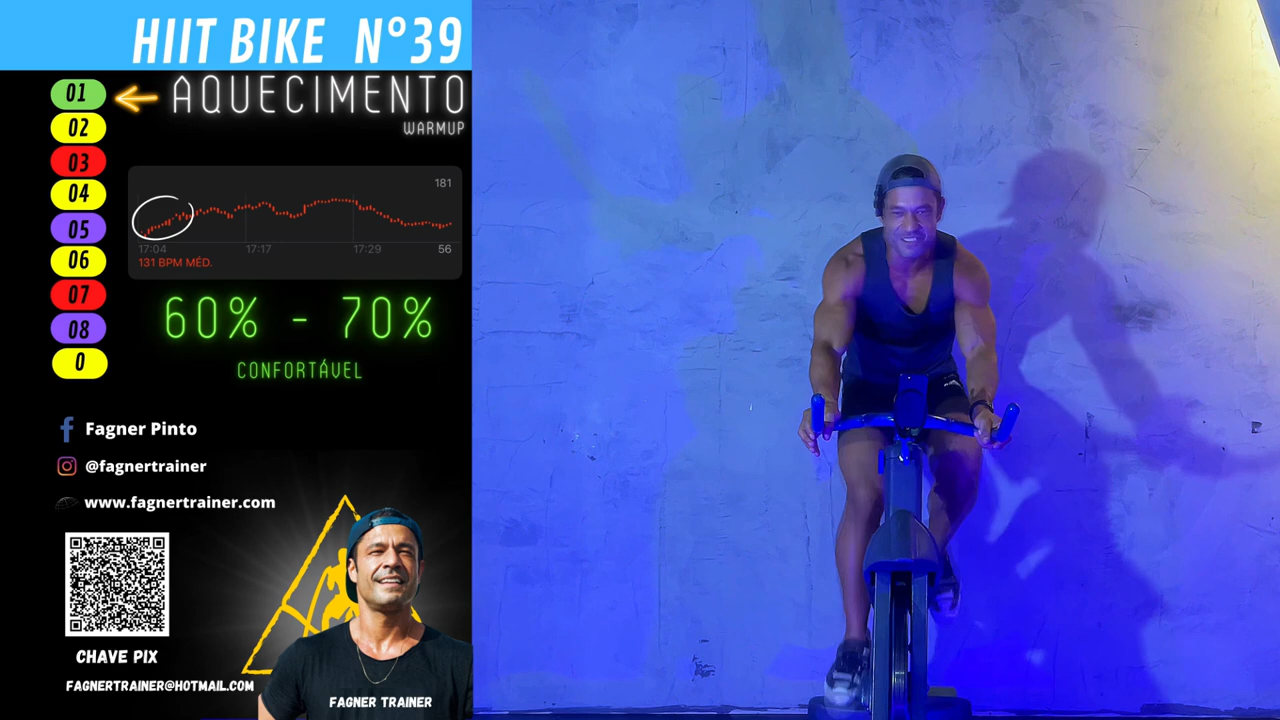 HIIT BIKE N°39
01
AQUECIMENTO
WARMUP
02
03
04
05
06
07
08
0
181
17:04
17:17
17:29
56
131 BPM MÉD.
60% - 70%
CONFORTÁVEL
Fagner Pinto
@fagnertrainer
www.fagnertrainer.com
CHAVE PIX
FAGNERTRAINER@HOTMAIL.COM
FAGNER TRAINER